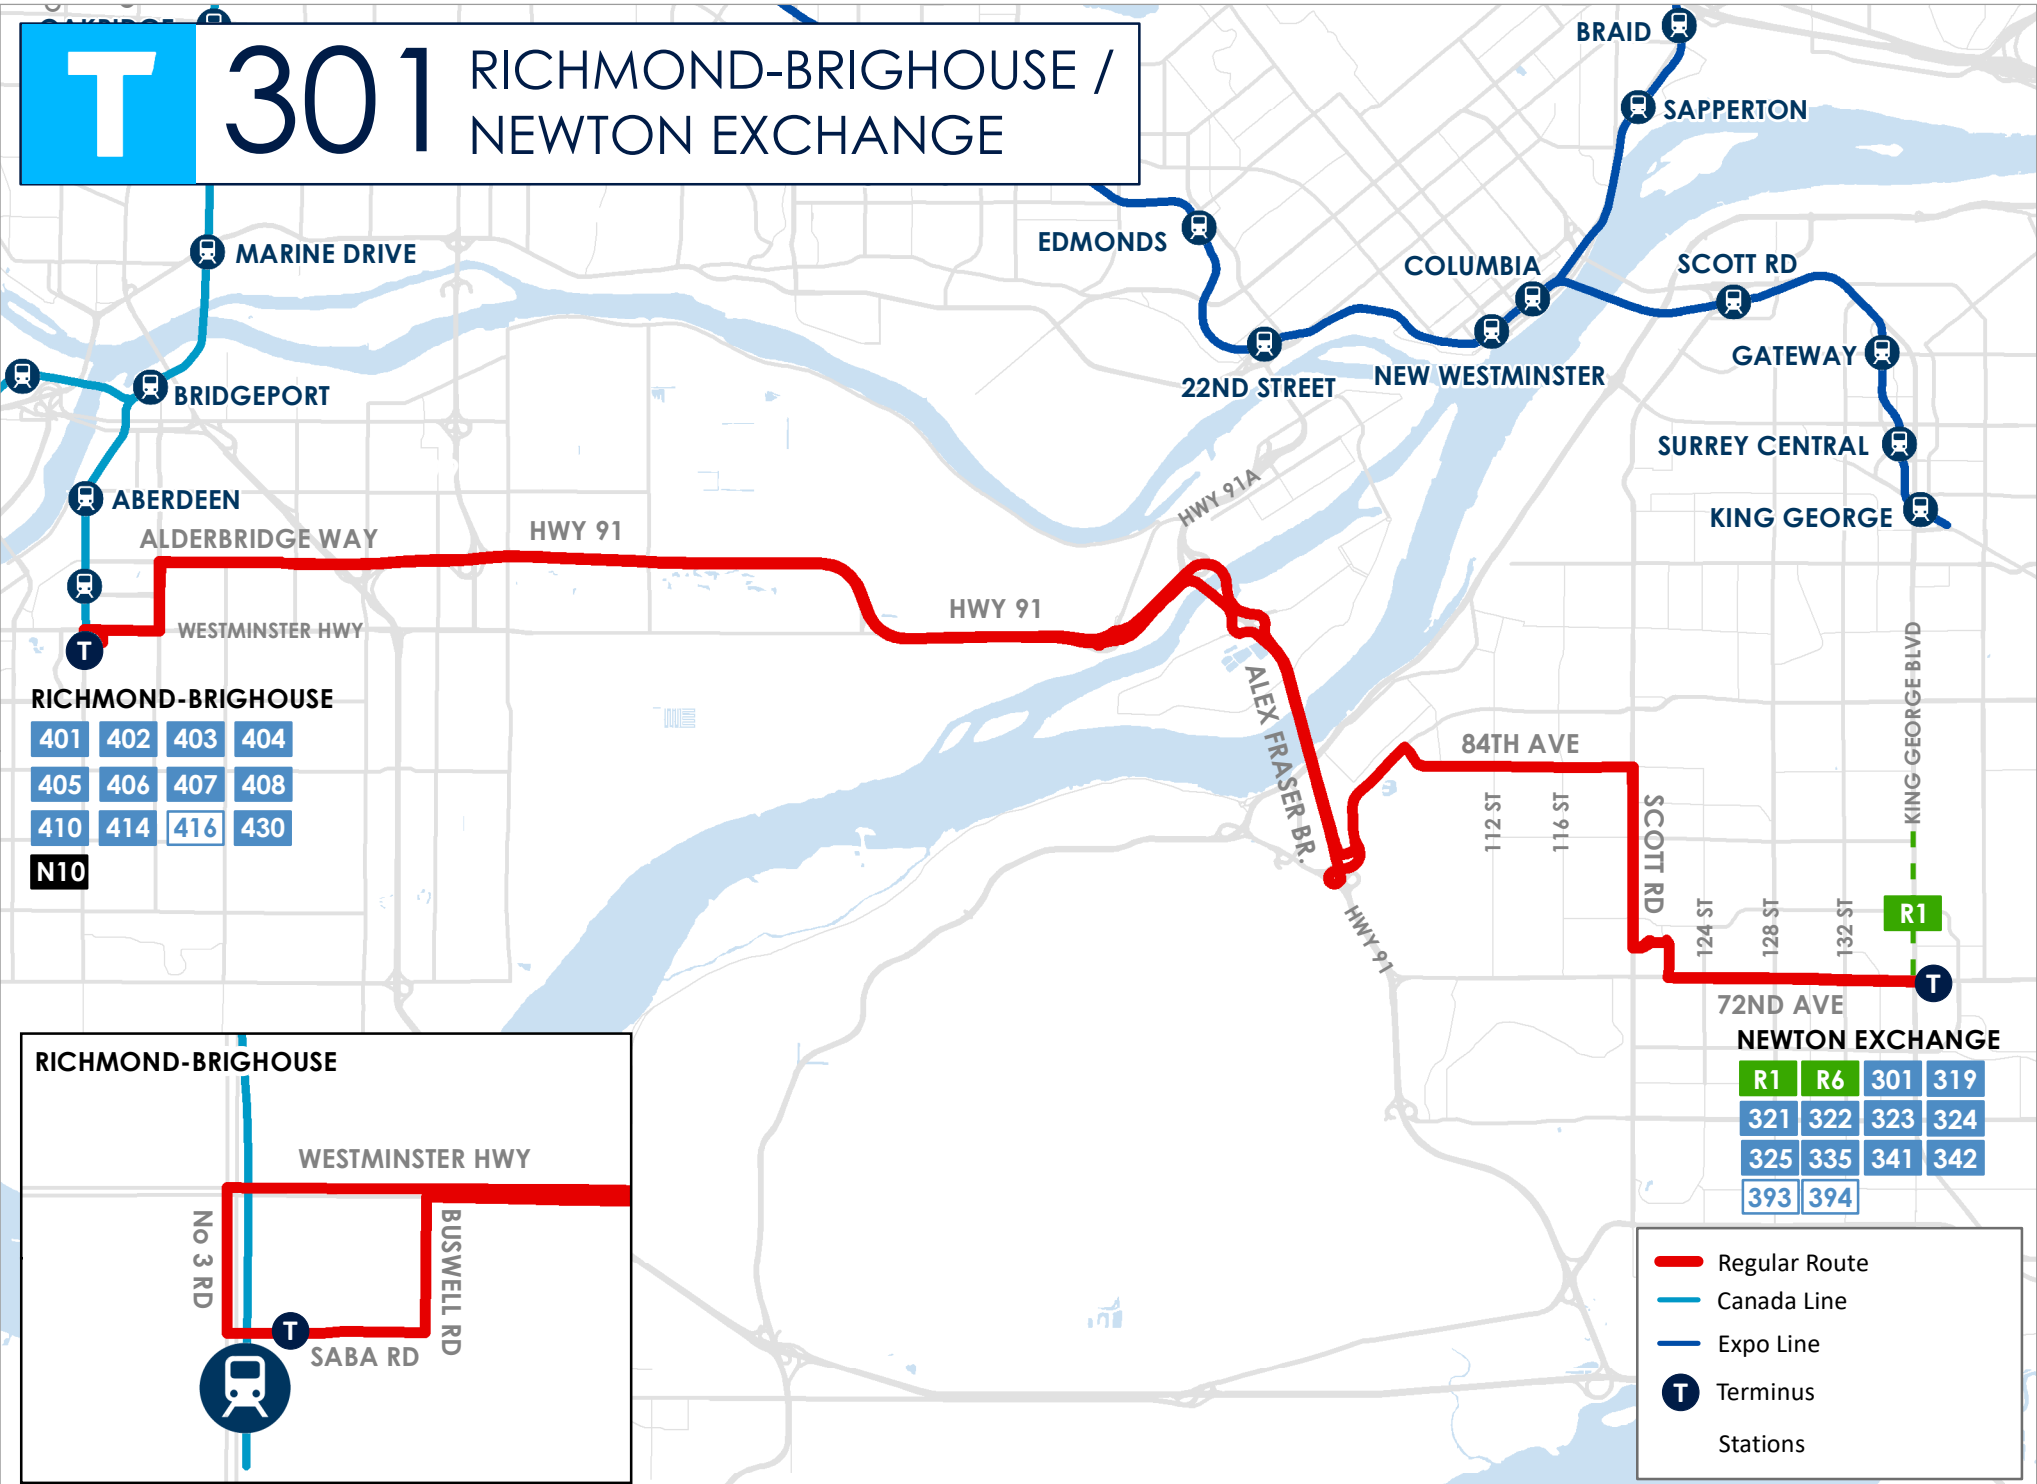 OAKRIDGE
T
301
RICHMOND-BRIGHOUSE /
NEWTON EXCHANGE
BRAID
SAPPERTON
MARINE DRIVE
EDMONDS
COLUMBIA
SCOTT RD
BRIDGEPORT
22ND STREET
NEW WESTMINSTER
GATEWAY
SURREY CENTRAL
KING GEORGE
ABERDEEN
ALDERBRIDGE WAY
HWY 91
HWY 91A
HWY 91
WESTMINSTER HWY
T
ALEX FRASER BR.
HWY 91
84TH AVE
112 ST
116 ST
SCOTT RD
124 ST
128 ST
132 ST
KING GEORGE BLVD
R1
T
72ND AVE
RICHMOND-BRIGHOUSE
401 402 403 404
405 406 407 408
410 414 416 430
N10
NEWTON EXCHANGE
R1 R6 301 319
321 322 323 324
325 335 341 342
393 394
RICHMOND-BRIGHOUSE
WESTMINSTER HWY
No 3 RD
BUSWELL RD
T
SABA RD
Regular Route
Canada Line
Expo Line
T Terminus
Stations